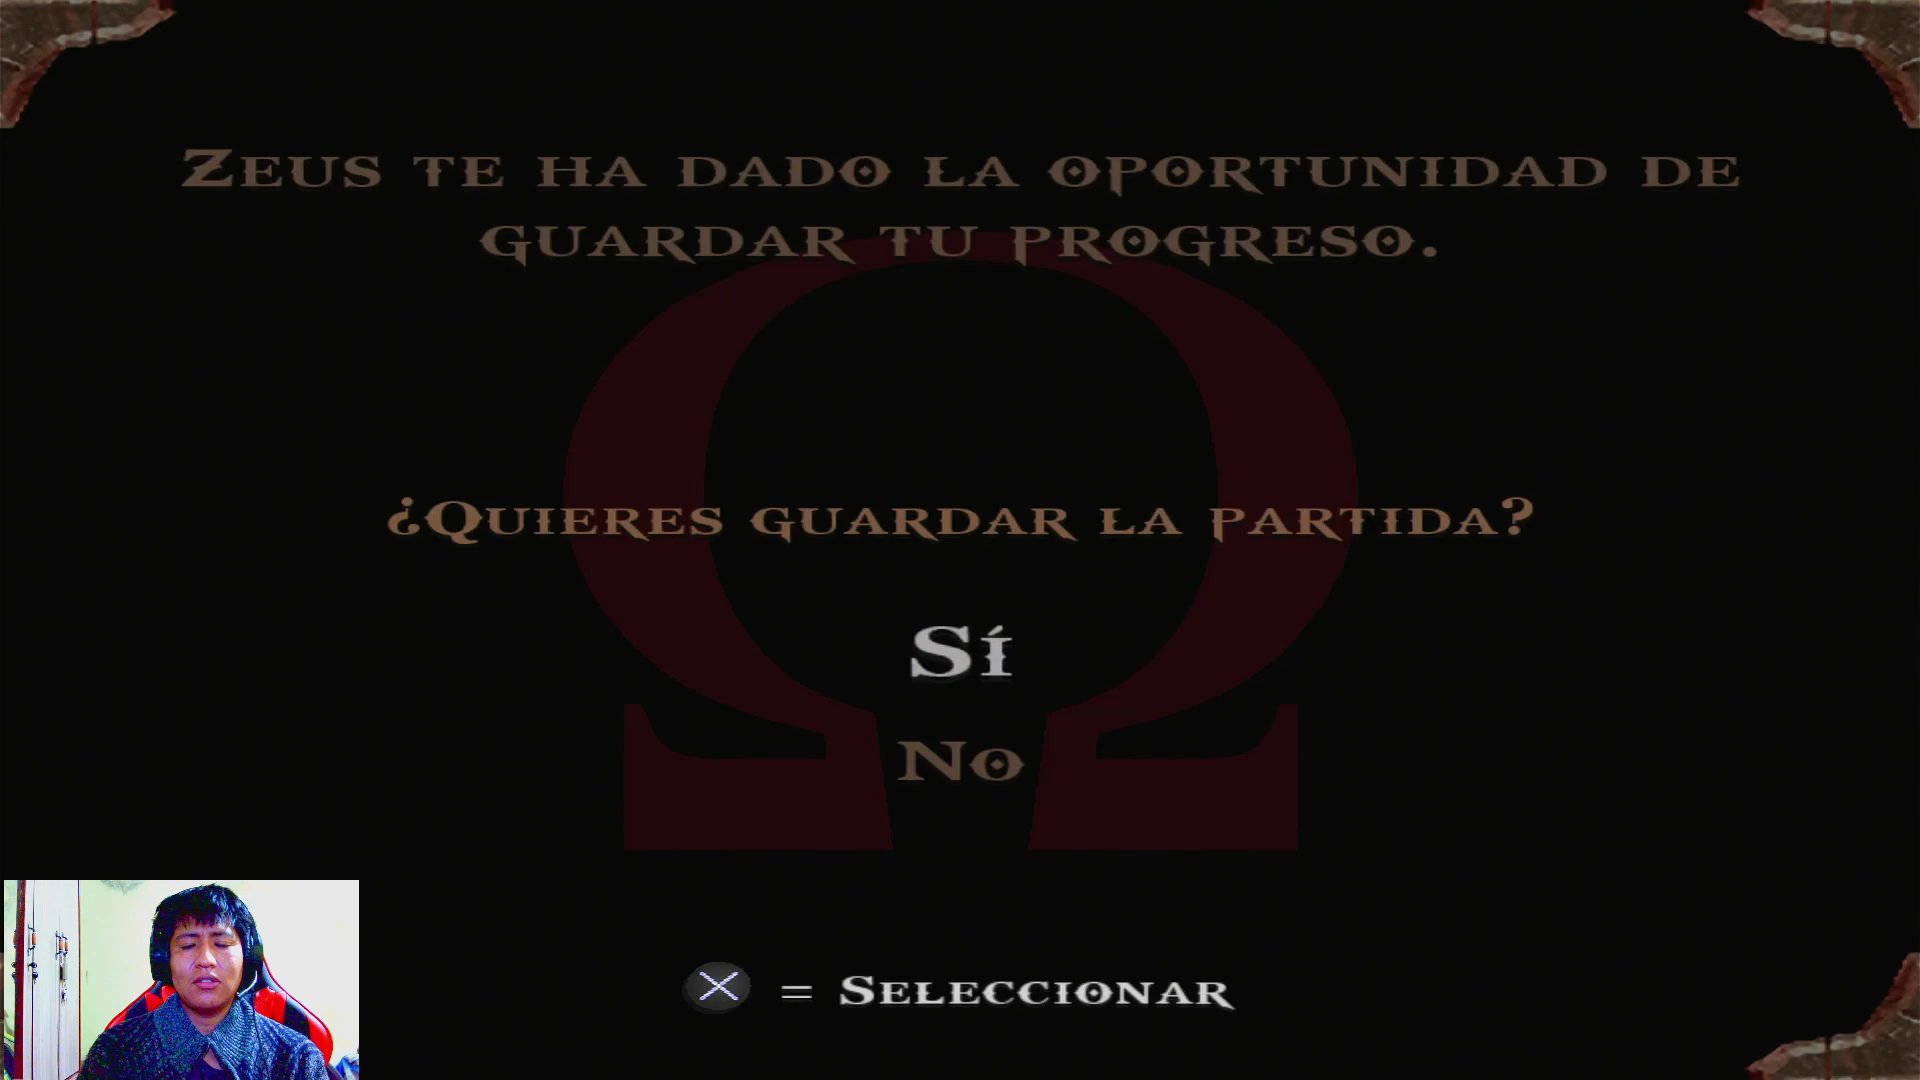 Zeus te ha dado la oportunidad de
guardar tu progreso.
¿Quieres guardar la partida?
Sí
No
= Seleccionar